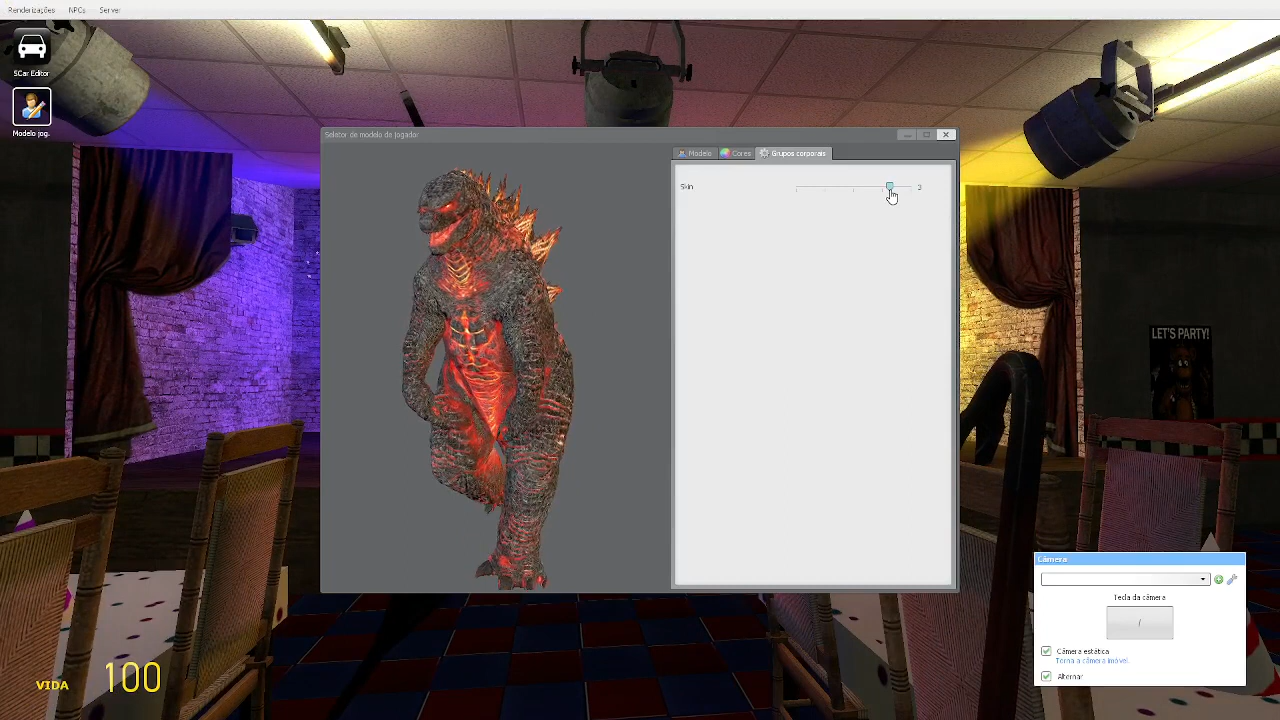 Renderizações NPCs Server
SCar Editor
Modelo jog.
Seletor de modelo de jogador
Modelo Cores Grupos corporais
Skin 3
LET'S PARTY!
Câmera
Tecla da câmera
/
Câmera estática
Torna a câmera imóvel.
Alternar
VIDA 100